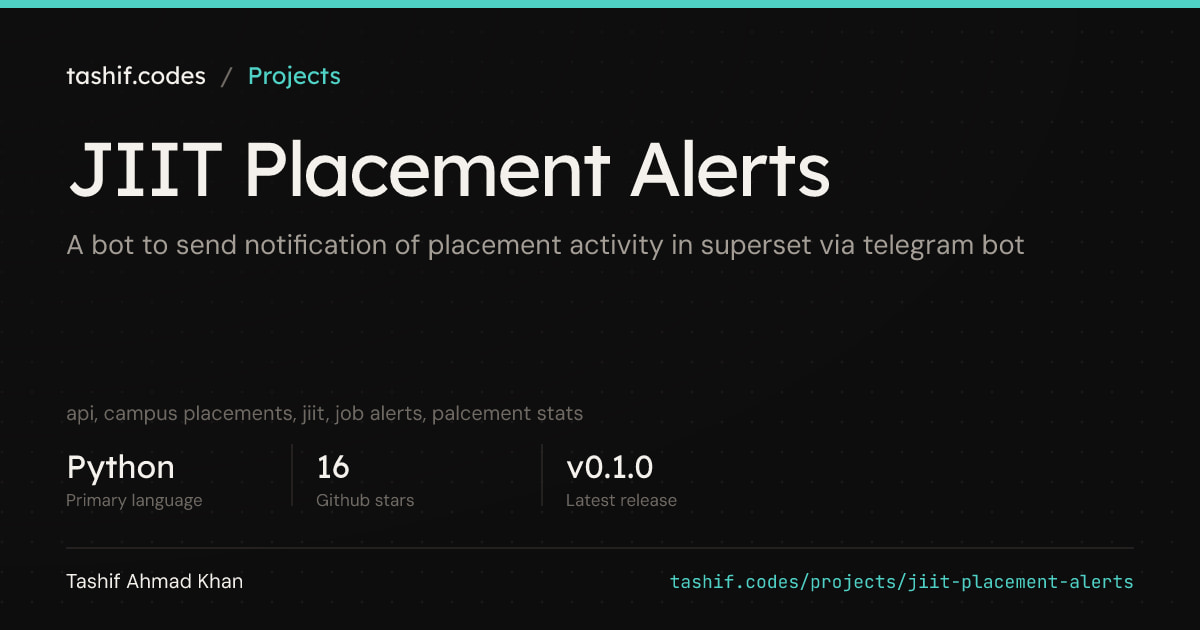 tashif.codes / Projects
JIIT Placement Alerts
A bot to send notification of placement activity in superset via telegram bot
api, campus placements, jiit, job alerts, palcement stats
Python
Primary language
16
Github stars
v0.1.0
Latest release
Tashif Ahmad Khan
tashif.codes/projects/jiit-placement-alerts